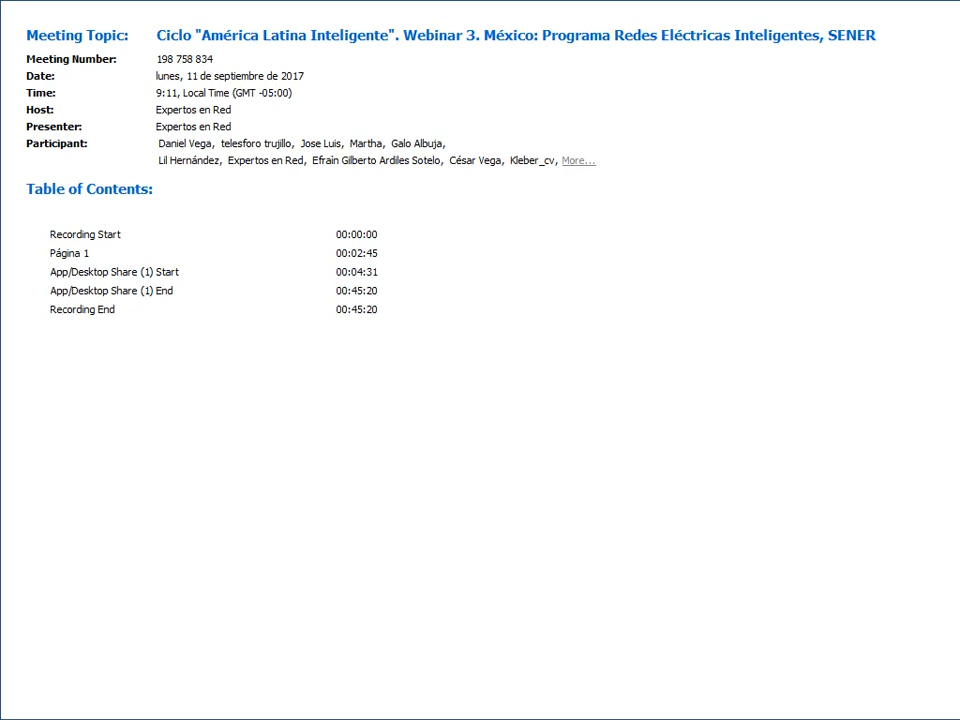 Meeting Topic: Ciclo "América Latina Inteligente". Webinar 3. México: Programa Redes Eléctricas Inteligentes, SENER
Meeting Number: 198 758 834
Date: lunes, 11 de septiembre de 2017
Time: 9:11, Local Time (GMT -05:00)
Host: Expertos en Red
Presenter: Expertos en Red
Participant: Daniel Vega, telesforo trujillo, Jose Luis, Martha, Galo Albuja,
Lil Hernández, Expertos en Red, Efraín Gilberto Ardiles Sotelo, César Vega, Kleber_cv, More...
Table of Contents:
Recording Start 00:00:00
Página 1 00:02:45
App/Desktop Share (1) Start 00:04:31
App/Desktop Share (1) End 00:45:20
Recording End 00:45:20